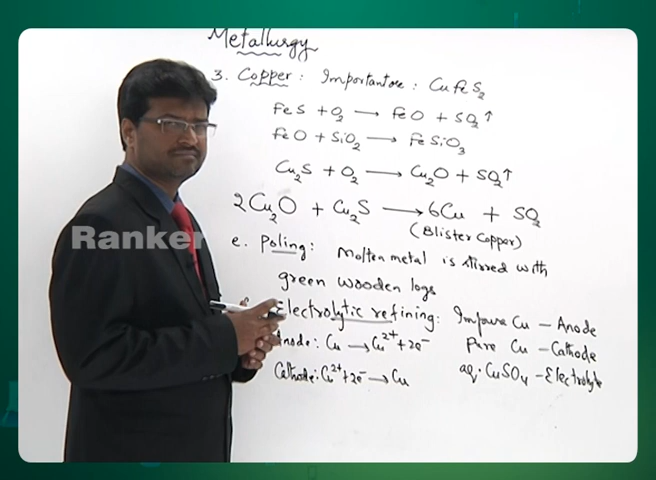 Metallurgy
3. Copper : Important ore : CuFeS₂
FeS + O₂ → FeO + SO₂↑
FeO + SiO₂ → FeSiO₃
Cu₂S + O₂ → Cu₂O + SO₂↑
2Cu₂O + Cu₂S → 6Cu + SO₂
(Blister Copper)
Ranker
e. Poling : Molten metal is stirred with
green wooden logs
Electrolytic refining : Impure Cu – Anode
Anode : Cu → Cu²⁺ + 2e⁻ Pure Cu – Cathode
Cathode : Cu²⁺ + 2e⁻ → Cu aq. CuSO₄ – Electrolyte